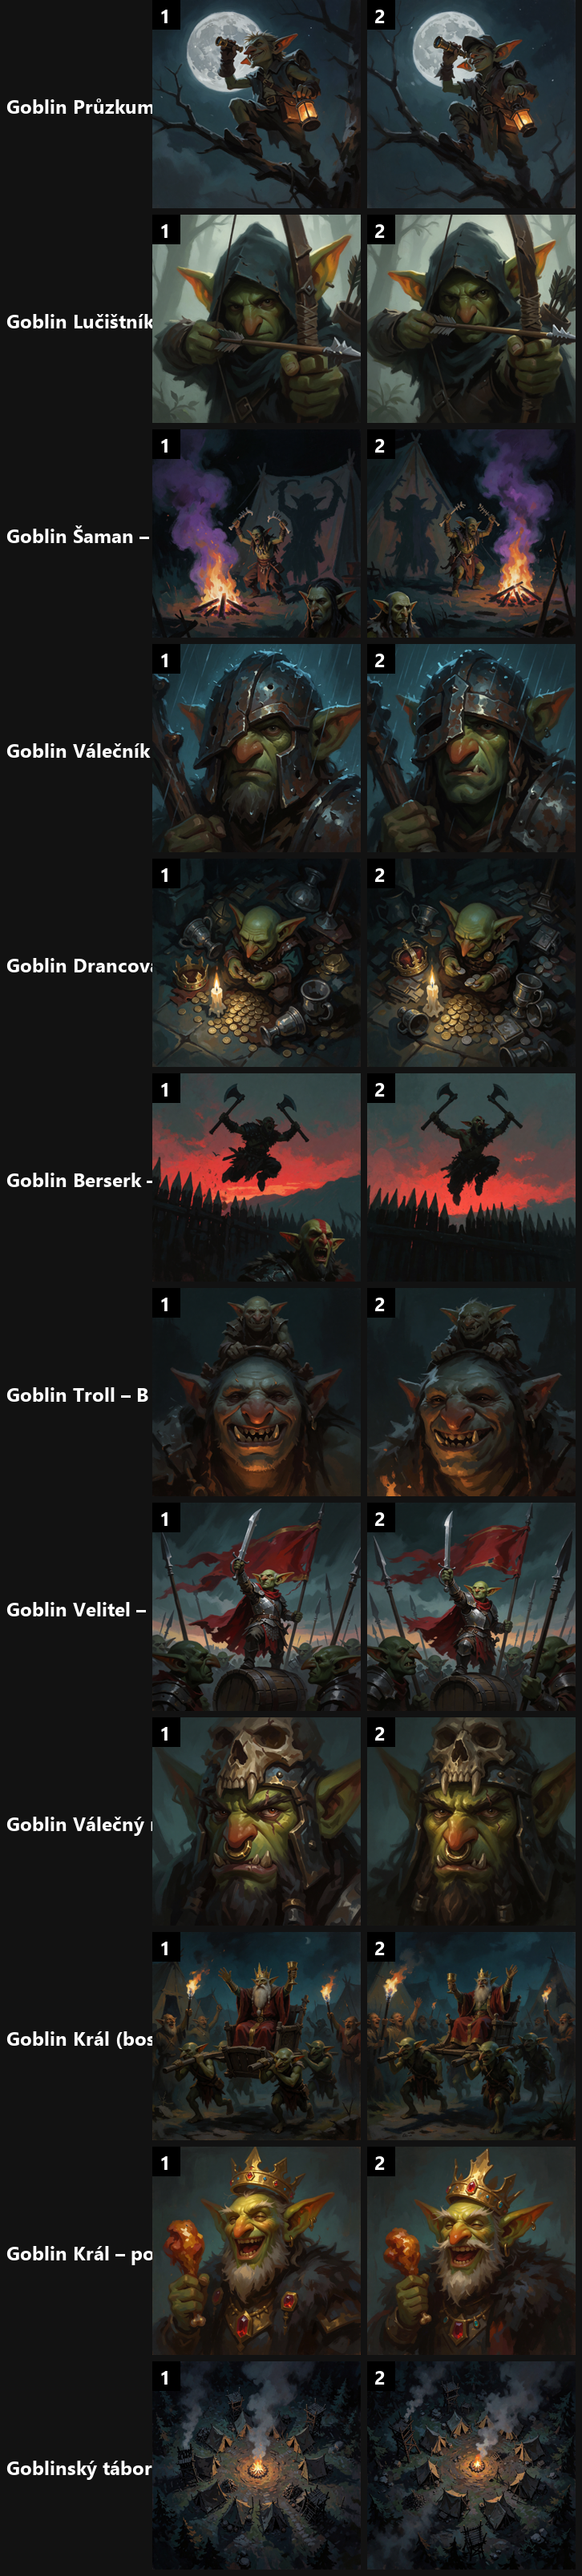 1 2
Goblin Průzkum
1 2
Goblin Lučištník
1 2
Goblin Šaman –
1 2
Goblin Válečník
1 2
Goblin Drancova
1 2
Goblin Berserk -
1 2
Goblin Troll – B
1 2
Goblin Velitel –
1 2
Goblin Válečný
1 2
Goblin Král (bos
1 2
Goblin Král – po
1 2
Goblinský tábor